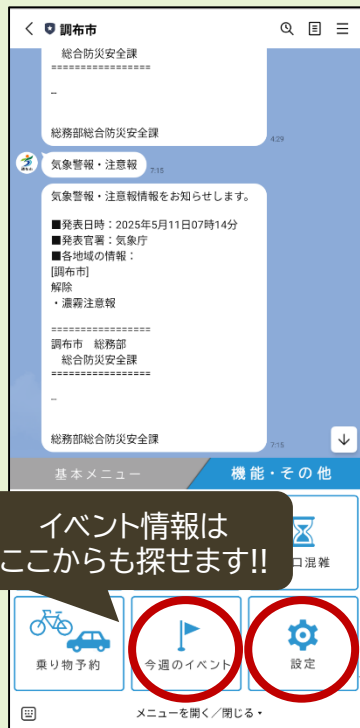 調布市
総合防災安全課
=================
--
総務部総合防災安全課
4:29
気象警報・注意報
7:15
気象警報・注意報情報をお知らせします。
■発表日時：2025年5月11日07時14分
■発表官署：気象庁
■各地域の情報：
[調布市]
解除
・濃霧注意報
=================
調布市　総務部
総合防災安全課
=================
--
総務部総合防災安全課
7:15
基本メニュー
機能・その他
イベント情報は
ここからも探せます!!
口混雑
乗り物予約
今週のイベント
設定
メニューを開く／閉じる